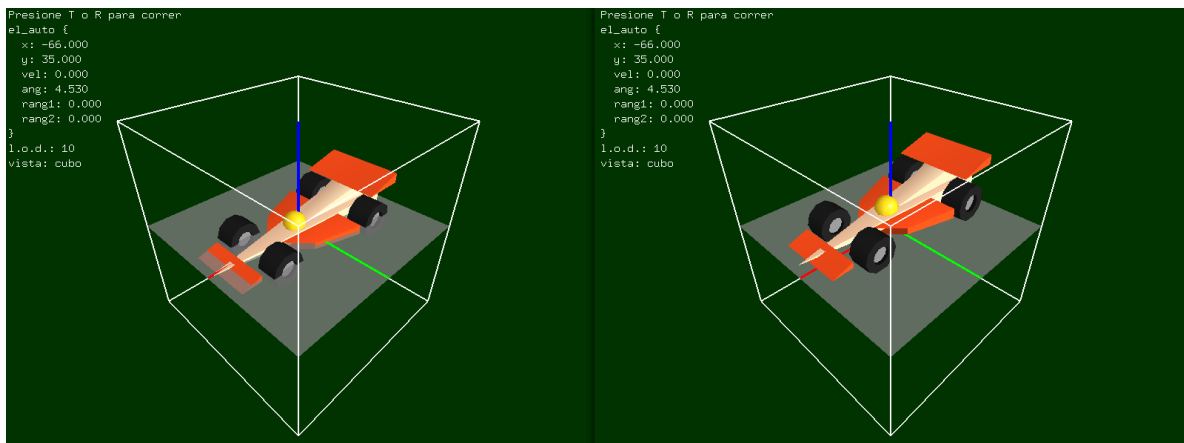 Presione T o R para correr
el_auto {
x: -66.000
y: 35.000
vel: 0.000
ang: 4.530
rang1: 0.000
rang2: 0.000
}
l.o.d.: 10
vista: cubo
Presione T o R para correr
el_auto {
x: -66.000
y: 35.000
vel: 0.000
ang: 4.530
rang1: 0.000
rang2: 0.000
}
l.o.d.: 10
vista: cubo